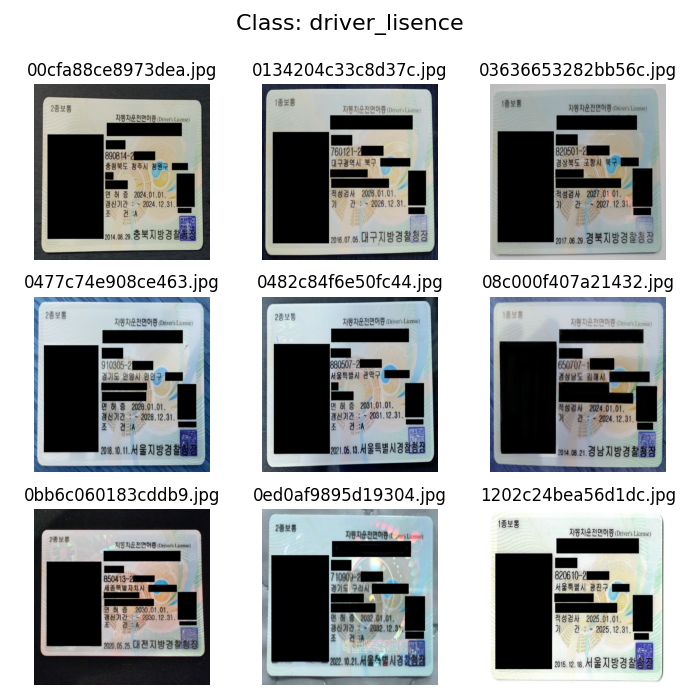 Class: driver_lisence
00cfa88ce8973dea.jpg
2종보통
자동차운전면허증(Driver's License)
890814-2
충청북도 청주시 청원구
면 허 증 2024.01.01.
갱신기간 : ~ 2024.12.31.
조 건 :A
2014.08.29. 충북지방경찰청장
0134204c33c8d37c.jpg
1종보통
자동차운전면허증(Driver's License)
760121-2
대구광역시 북구
적성검사 2026.01.01.
기 간 : ~ 2026.12.31.
2016.07.05. 대구지방경찰청장
03636653282bb56c.jpg
1종보통
자동차운전면허증(Driver's License)
820501-2
경상북도 포항시 북구
적성검사 2027.01.01.
기 간 : ~ 2027.12.31.
2017.08.29. 경북지방경찰청장
0477c74e908ce463.jpg
2종보통
자동차운전면허증(Driver's License)
910305-2
경기도 안양시 만안구
면 허 증 2028.01.01.
갱신기간 : ~ 2028.12.31.
조 건 :A
2018.10.11. 서울지방경찰청장
0482c84f6e50fc44.jpg
2종보통
자동차운전면허증(Driver's License)
880507-2
서울특별시 관악구
면 허 증 2031.01.01.
갱신기간 : ~ 2031.12.31.
조 건 :A
2021.05.13. 서울특별시경찰청장
08c000f407a21432.jpg
1종보통
자동차운전면허증(Driver's License)
650707-1
경상남도 김해시
적성검사 2024.01.01.
기 간 : ~ 2024.12.31.
2014.08.21. 경남지방경찰청장
0bb6c060183cddb9.jpg
2종보통
자동차운전면허증(Driver's License)
850413-2
세종특별자치시
면 허 증 2030.01.01.
갱신기간 : ~ 2030.12.31.
조 건 :A
2020.05.25. 대전지방경찰청장
0ed0af9895d19304.jpg
2종보통
자동차운전면허증
710909-2
경기도 구리시
면 허 증 2032.01.01.
갱신기간 : ~ 2032.12.31.
조 건 :A
2022.10.21. 서울특별시경찰청장
1202c24bea56d1dc.jpg
1종보통
자동차운전면허증(Driver's License)
820610-2
서울특별시 광진구
적성검사 2025.01.01.
기 간 : ~ 2025.12.31.
2015.12.16. 서울지방경찰청장